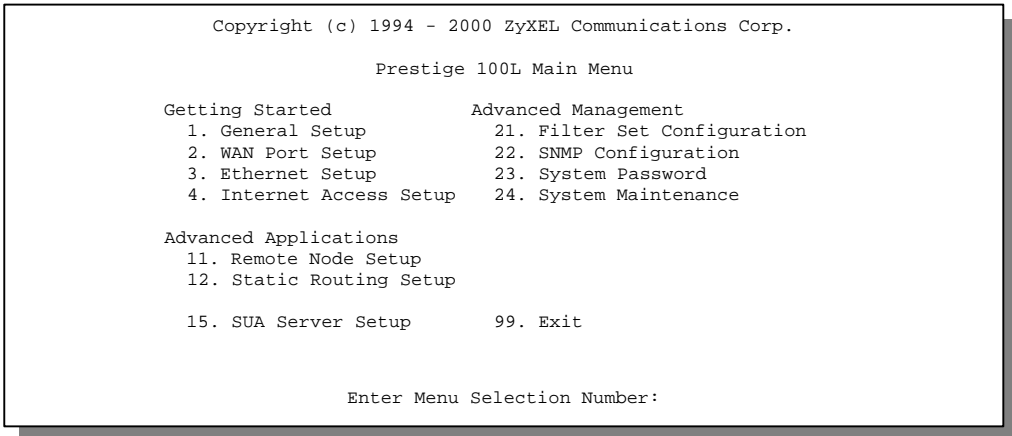 Copyright (c) 1994 - 2000 ZyXEL Communications Corp.
Prestige 100L Main Menu
Getting Started Advanced Management
1. General Setup 21. Filter Set Configuration
2. WAN Port Setup 22. SNMP Configuration
3. Ethernet Setup 23. System Password
4. Internet Access Setup 24. System Maintenance
Advanced Applications
11. Remote Node Setup
12. Static Routing Setup
15. SUA Server Setup 99. Exit
Enter Menu Selection Number: